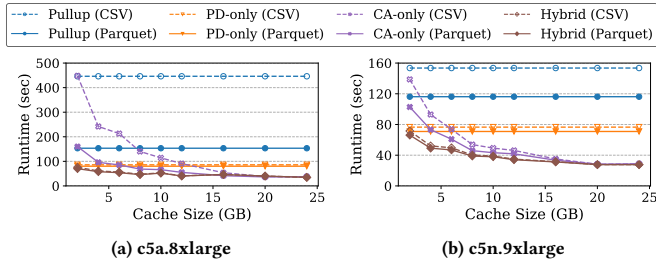 Pullup (CSV) PD-only (CSV) CA-only (CSV) Hybrid (CSV)
Pullup (Parquet) PD-only (Parquet) CA-only (Parquet) Hybrid (Parquet)
500
400
300
200
100
0
Runtime (sec)
5 10 15 20 25
Cache Size (GB)
(a) c5a.8xlarge
160
120
80
40
0
Runtime (sec)
5 10 15 20 25
Cache Size (GB)
(b) c5n.9xlarge